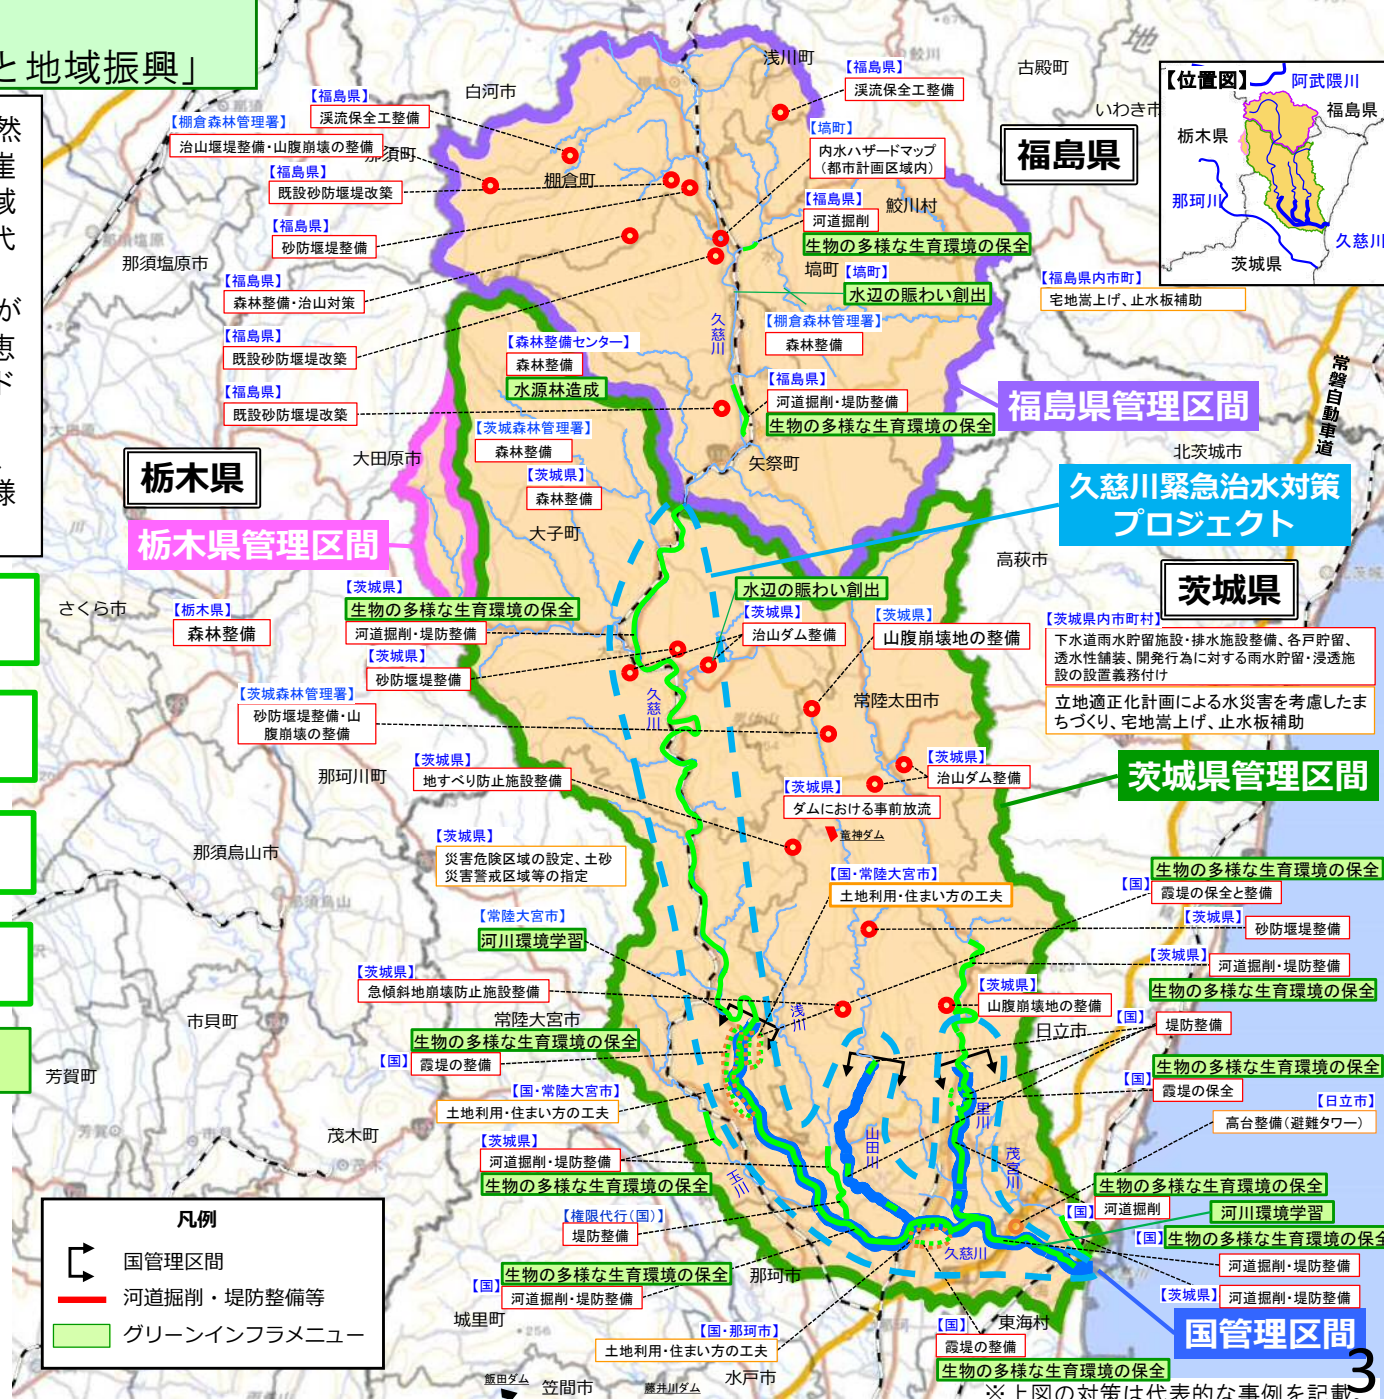 と地域振興」
然
崖
域
代
が
恵
ド
様
浅川町
古殿町
白河市
いわき市
【位置図】
阿武隈川
福島県
栃木県
那珂川
久慈川
茨城県
福島県
【福島県】
渓流保全工整備
【福島県】
渓流保全工整備
【棚倉森林管理署】
治山堰堤整備・山腹崩壊の整備
那須町
棚倉町
【塙町】
内水ハザードマップ
(都市計画区域内)
【福島県】
既設砂防堰堤改築
【福島県】
河道掘削
生物の多様な生育環境の保全
鮫川村
【福島県】
砂防堰堤整備
那須塩原市
塙町
【塙町】
水辺の賑わい創出
【福島県内市町】
宅地嵩上げ、止水板補助
【福島県】
森林整備・治山対策
久慈川
【棚倉森林管理署】
森林整備
【福島県】
既設砂防堰堤改築
【森林整備センター】
森林整備
水源林造成
常磐自動車道
【福島県】
既設砂防堰堤改築
【福島県】
河道掘削・堤防整備
生物の多様な生育環境の保全
福島県管理区間
【茨城森林管理署】
森林整備
大田原市
矢祭町
北茨城市
栃木県
【茨城県】
森林整備
久慈川緊急治水対策
プロジェクト
栃木県管理区間
大子町
高萩市
茨城県
さくら市
【栃木県】
森林整備
【茨城県】
生物の多様な生育環境の保全
河道掘削・堤防整備
水辺の賑わい創出
【茨城県】
治山ダム整備
【茨城県】
山腹崩壊地の整備
【茨城県内市町村】
下水道雨水貯留施設・排水施設整備、各戸貯留、
透水性舗装、開発行為に対する雨水貯留・浸透施
設の設置義務付け
立地適正化計画による水災害を考慮したま
ちづくり、宅地嵩上げ、止水板補助
【茨城県】
砂防堰堤整備
【茨城森林管理署】
砂防堰堤整備・山
腹崩壊の整備
久慈川
常陸太田市
那珂川町
【茨城県】
地すべり防止施設整備
【茨城県】
治山ダム整備
茨城県管理区間
【茨城県】
ダムにおける事前放流
竜神ダム
那須烏山市
【茨城県】
災害危険区域の設定、土砂
災害警戒区域等の指定
【国・常陸大宮市】
土地利用・住まい方の工夫
生物の多様な生育環境の保全
【国】
霞堤の保全と整備
【常陸大宮市】
河川環境学習
【茨城県】
砂防堰堤整備
【茨城県】
河道掘削・堤防整備
生物の多様な生育環境の保全
【茨城県】
急傾斜地崩壊防止施設整備
【茨城県】
山腹崩壊地の整備
市貝町
常陸大宮市
浅川
日立市
【国】
堤防整備
生物の多様な生育環境の保全
【国】
霞堤の整備
生物の多様な生育環境の保全
【国】
霞堤の保全
芳賀町
【国・常陸大宮市】
土地利用・住まい方の工夫
【日立市】
高台整備(避難タワー)
茂木町
里川
山田川
茂宮川
【茨城県】
河道掘削・堤防整備
生物の多様な生育環境の保全
玉川
生物の多様な生育環境の保全
【国】
河道掘削
河川環境学習
【国】
生物の多様な生育環境の保全
河道掘削・堤防整備
【権限代行(国)】
堤防整備
久慈川
那珂市
生物の多様な生育環境の保全
【国】
河道掘削・堤防整備
【茨城県】
河道掘削・堤防整備
国管理区間
城里町
東海村
【国・那珂市】
土地利用・住まい方の工夫
【国】
霞堤の整備
生物の多様な生育環境の保全
凡例
国管理区間
河道掘削・堤防整備等
グリーンインフラメニュー
飯田ダム
笠間市
藤井川ダム
水戸市
※上図の対策は代表的な事例を記載
3